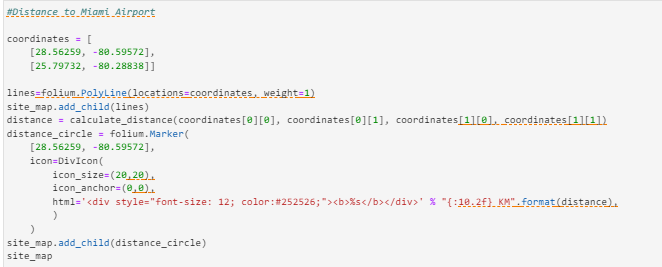 #Distance to Miami Airport
coordinates = [
    [28.56259, -80.59572],
    [25.79732, -80.28838]]
lines=folium.PolyLine(locations=coordinates, weight=1)
site_map.add_child(lines)
distance = calculate_distance(coordinates[0][0], coordinates[0][1], coordinates[1][0], coordinates[1][1])
distance_circle = folium.Marker(
    [28.56259, -80.59572],
    icon=DivIcon(
        icon_size=(20,20),
        icon_anchor=(0,0),
        html='<div style="font-size: 12; color:#252526;"><b>%s</b></div>' % "{:10.2f} KM".format(distance),
        )
    )
site_map.add_child(distance_circle)
site_map